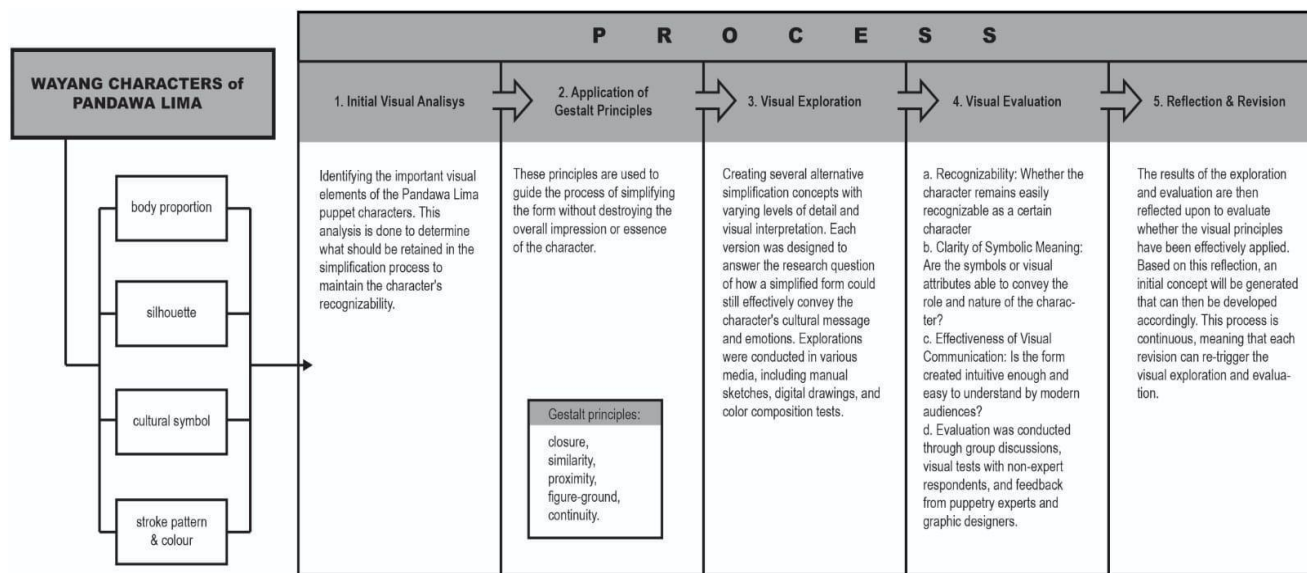 P R O C E S S
WAYANG CHARACTERS of
PANDAWA LIMA
body proportion
silhouette
cultural symbol
stroke pattern
& colour
1. Initial Visual Analisys
Identifying the important visual
elements of the Pandawa Lima
puppet characters. This
analysis is done to determine
what should be retained in the
simplification process to
maintain the character's
recognizability.
2. Application of
Gestalt Principles
These principles are used to
guide the process of simplifying
the form without destroying the
overall impression or essence
of the character.
Gestalt principles:
closure,
similarity,
proximity,
figure-ground,
continuity.
3. Visual Exploration
Creating several alternative
simplification concepts with
varying levels of detail and
visual interpretation. Each
version was designed to
answer the research question
of how a simplified form could
still effectively convey the
character's cultural message
and emotions. Explorations
were conducted in various
media, including manual
sketches, digital drawings, and
color composition tests.
4. Visual Evaluation
a. Recognizability: Whether the
character remains easily
recognizable as a certain
character
b. Clarity of Symbolic Meaning:
Are the symbols or visual
attributes able to convey the
role and nature of the charac-
ter?
c. Effectiveness of Visual
Communication: Is the form
created intuitive enough and
easy to understand by modern
audiences?
d. Evaluation was conducted
through group discussions,
visual tests with non-expert
respondents, and feedback
from puppetry experts and
graphic designers.
5. Reflection & Revision
The results of the exploration
and evaluation are then
reflected upon to evaluate
whether the visual principles
have been effectively applied.
Based on this reflection, an
initial concept will be generated
that can then be developed
accordingly. This process is
continuous, meaning that each
revision can re-trigger the
visual exploration and evalua-
tion.